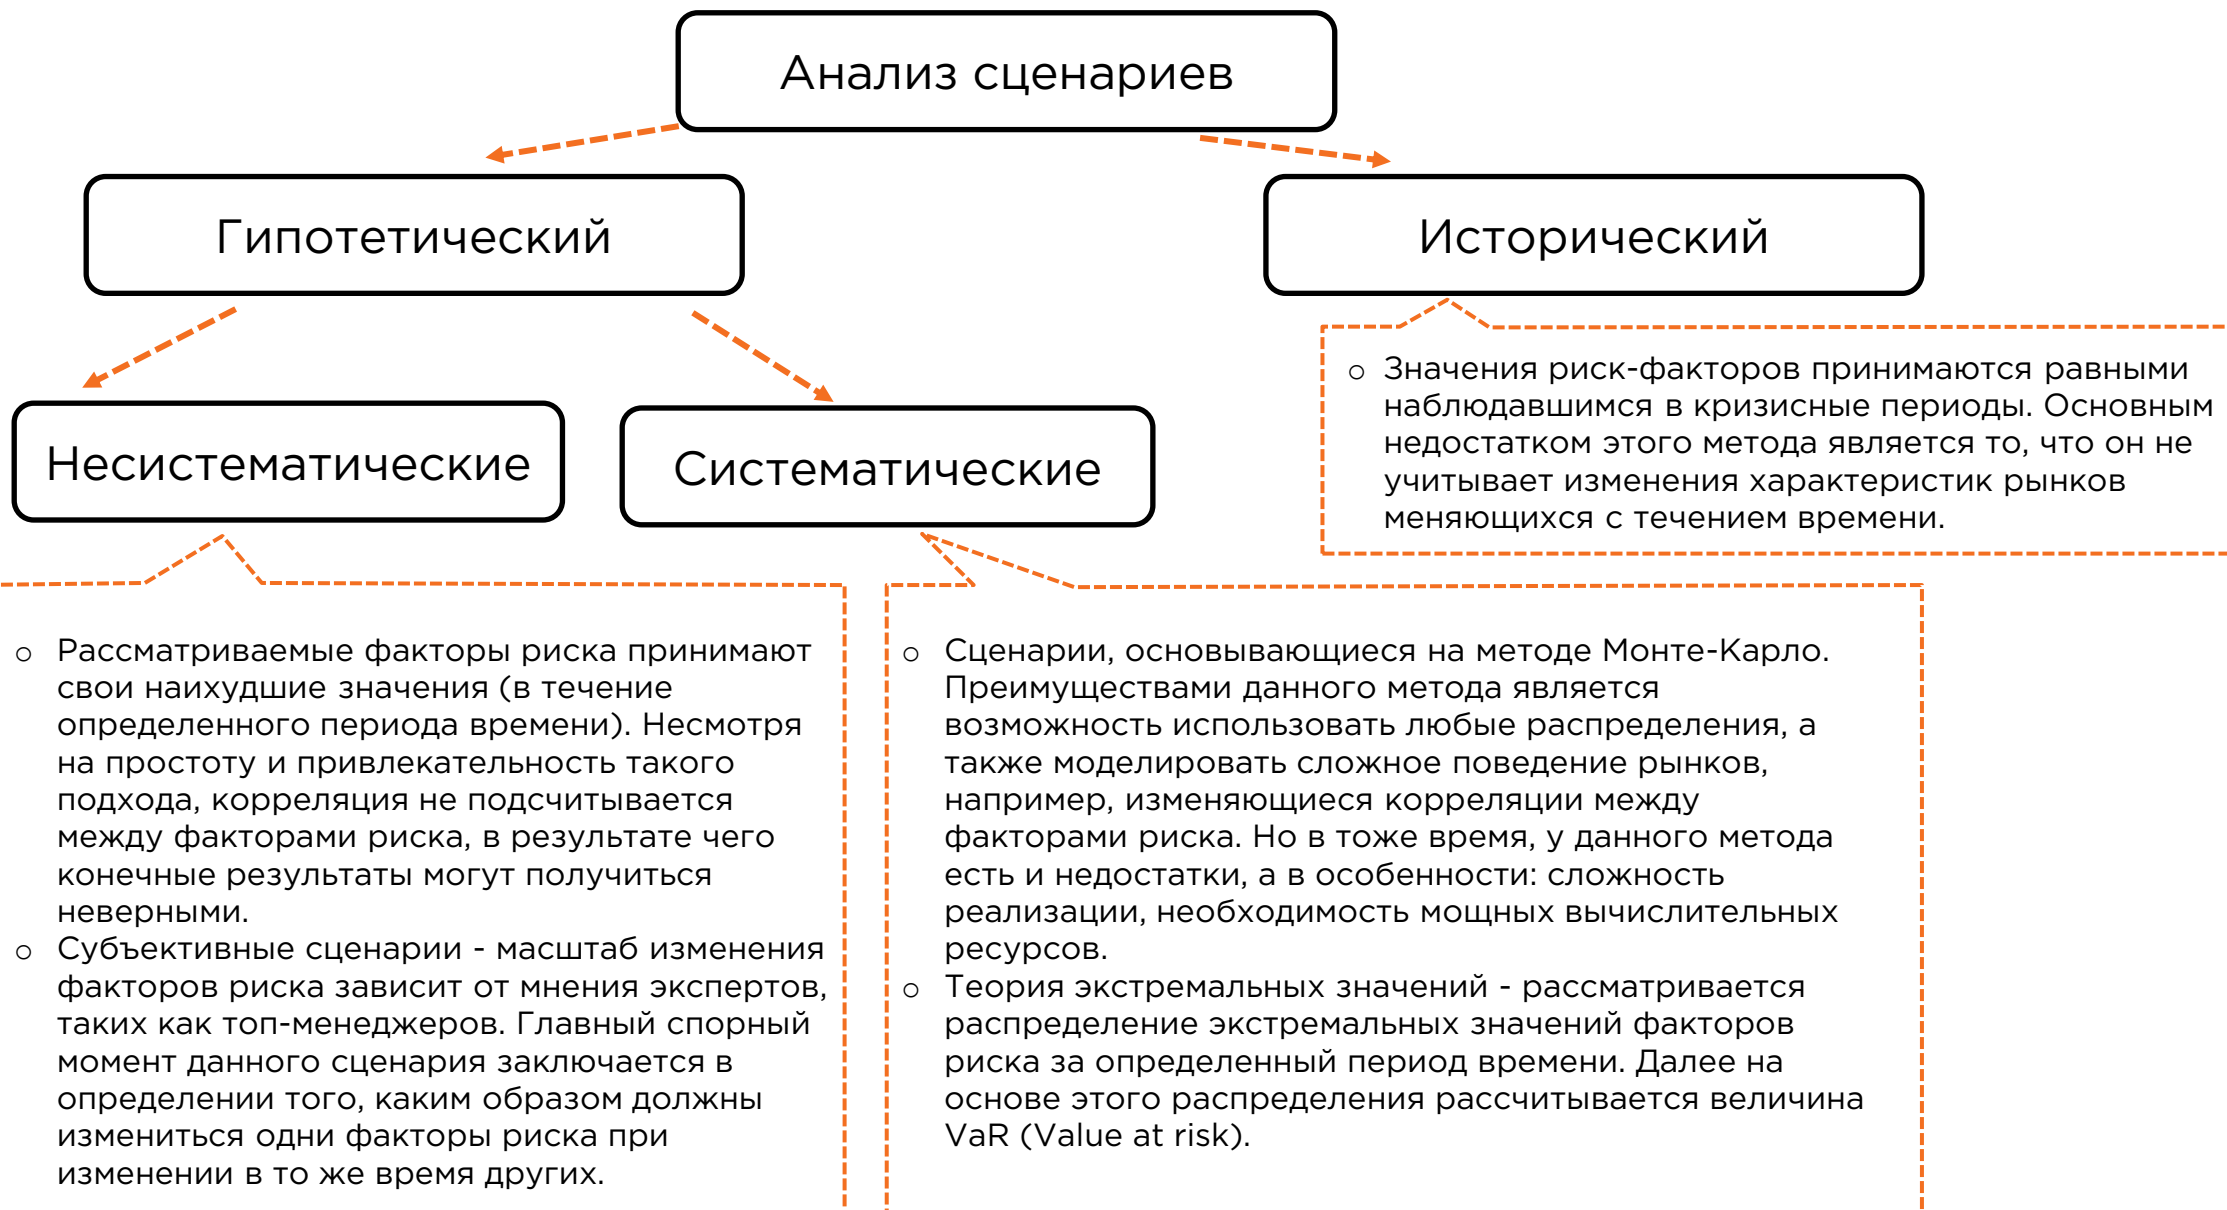 Анализ сценариев
Гипотетический
Исторический
○ Значения риск-факторов принимаются равными
наблюдавшимся в кризисные периоды. Основным
недостатком этого метода является то, что он не
учитывает изменения характеристик рынков
меняющихся с течением времени.
Несистематические
Систематические
○ Рассматриваемые факторы риска принимают
свои наихудшие значения (в течение
определенного периода времени). Несмотря
на простоту и привлекательность такого
подхода, корреляция не подсчитывается
между факторами риска, в результате чего
конечные результаты могут получиться
неверными.
○ Субъективные сценарии - масштаб изменения
факторов риска зависит от мнения экспертов,
таких как топ-менеджеров. Главный спорный
момент данного сценария заключается в
определении того, каким образом должны
измениться одни факторы риска при
изменении в то же время других.
○ Сценарии, основывающиеся на методе Монте-Карло.
Преимуществами данного метода является
возможность использовать любые распределения, а
также моделировать сложное поведение рынков,
например, изменяющиеся корреляции между
факторами риска. Но в тоже время, у данного метода
есть и недостатки, а в особенности: сложность
реализации, необходимость мощных вычислительных
ресурсов.
○ Теория экстремальных значений - рассматривается
распределение экстремальных значений факторов
риска за определенный период времени. Далее на
основе этого распределения рассчитывается величина
VaR (Value at risk).